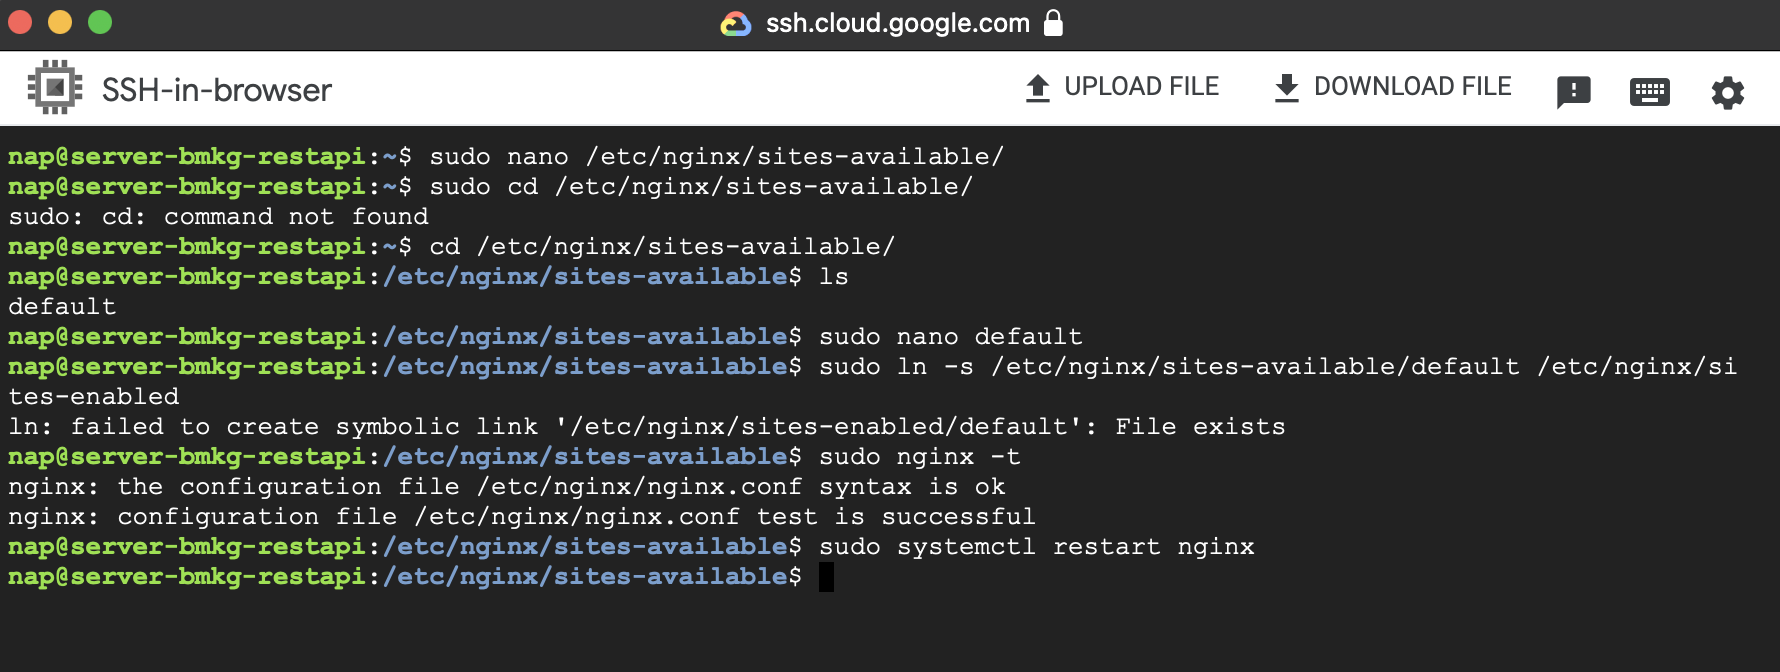 ssh.cloud.google.com
SSH-in-browser
UPLOAD FILE
DOWNLOAD FILE
nap@server-bmkg-restapi:~$ sudo nano /etc/nginx/sites-available/
nap@server-bmkg-restapi:~$ sudo cd /etc/nginx/sites-available/
sudo: cd: command not found
nap@server-bmkg-restapi:~$ cd /etc/nginx/sites-available/
nap@server-bmkg-restapi:/etc/nginx/sites-available$ ls
default
nap@server-bmkg-restapi:/etc/nginx/sites-available$ sudo nano default
nap@server-bmkg-restapi:/etc/nginx/sites-available$ sudo ln -s /etc/nginx/sites-available/default /etc/nginx/si
tes-enabled
ln: failed to create symbolic link '/etc/nginx/sites-enabled/default': File exists
nap@server-bmkg-restapi:/etc/nginx/sites-available$ sudo nginx -t
nginx: the configuration file /etc/nginx/nginx.conf syntax is ok
nginx: configuration file /etc/nginx/nginx.conf test is successful
nap@server-bmkg-restapi:/etc/nginx/sites-available$ sudo systemctl restart nginx
nap@server-bmkg-restapi:/etc/nginx/sites-available$